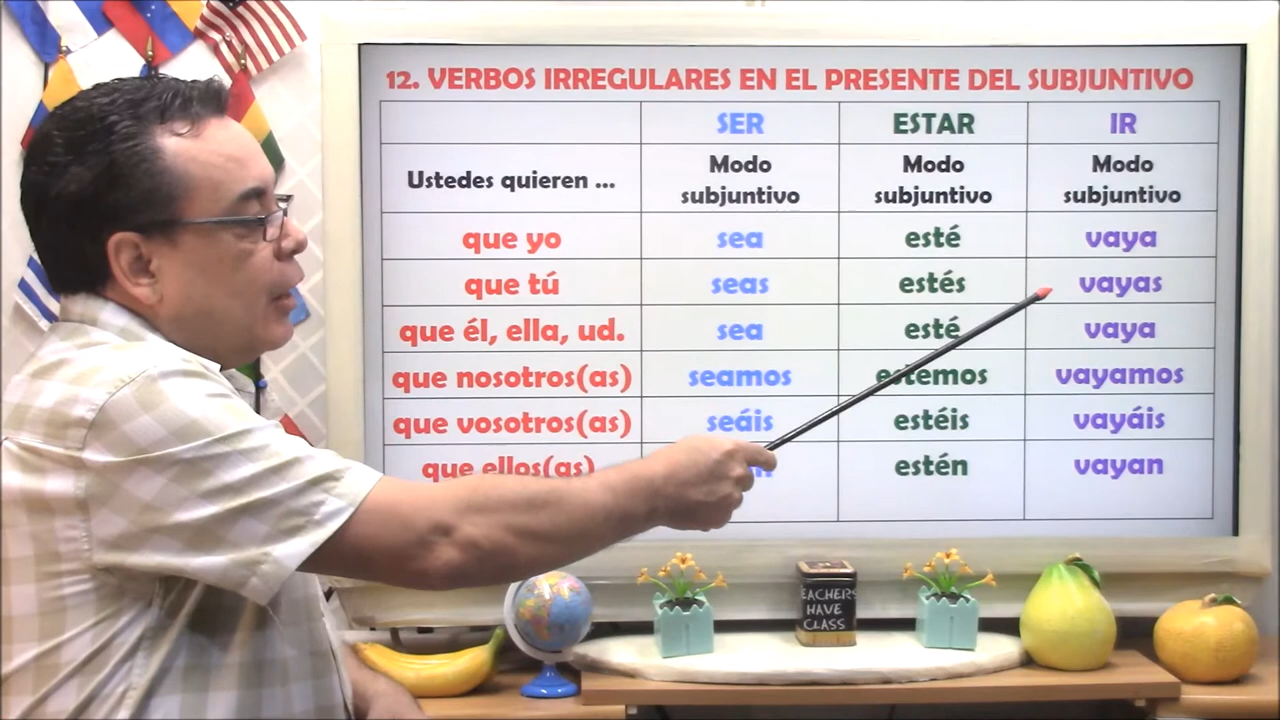 12. VERBOS IRREGULARES EN EL PRESENTE DEL SUBJUNTIVO
SER ESTAR IR
Ustedes quieren ... Modo subjuntivo Modo subjuntivo Modo subjuntivo
que yo sea esté vaya
que tú seas estés vayas
que él, ella, ud. sea esté vaya
que nosotros(as) seamos estemos vayamos
que vosotros(as) seáis estéis vayáis
que ellos(as) estén vayan
TEACHERS
HAVE
CLASS